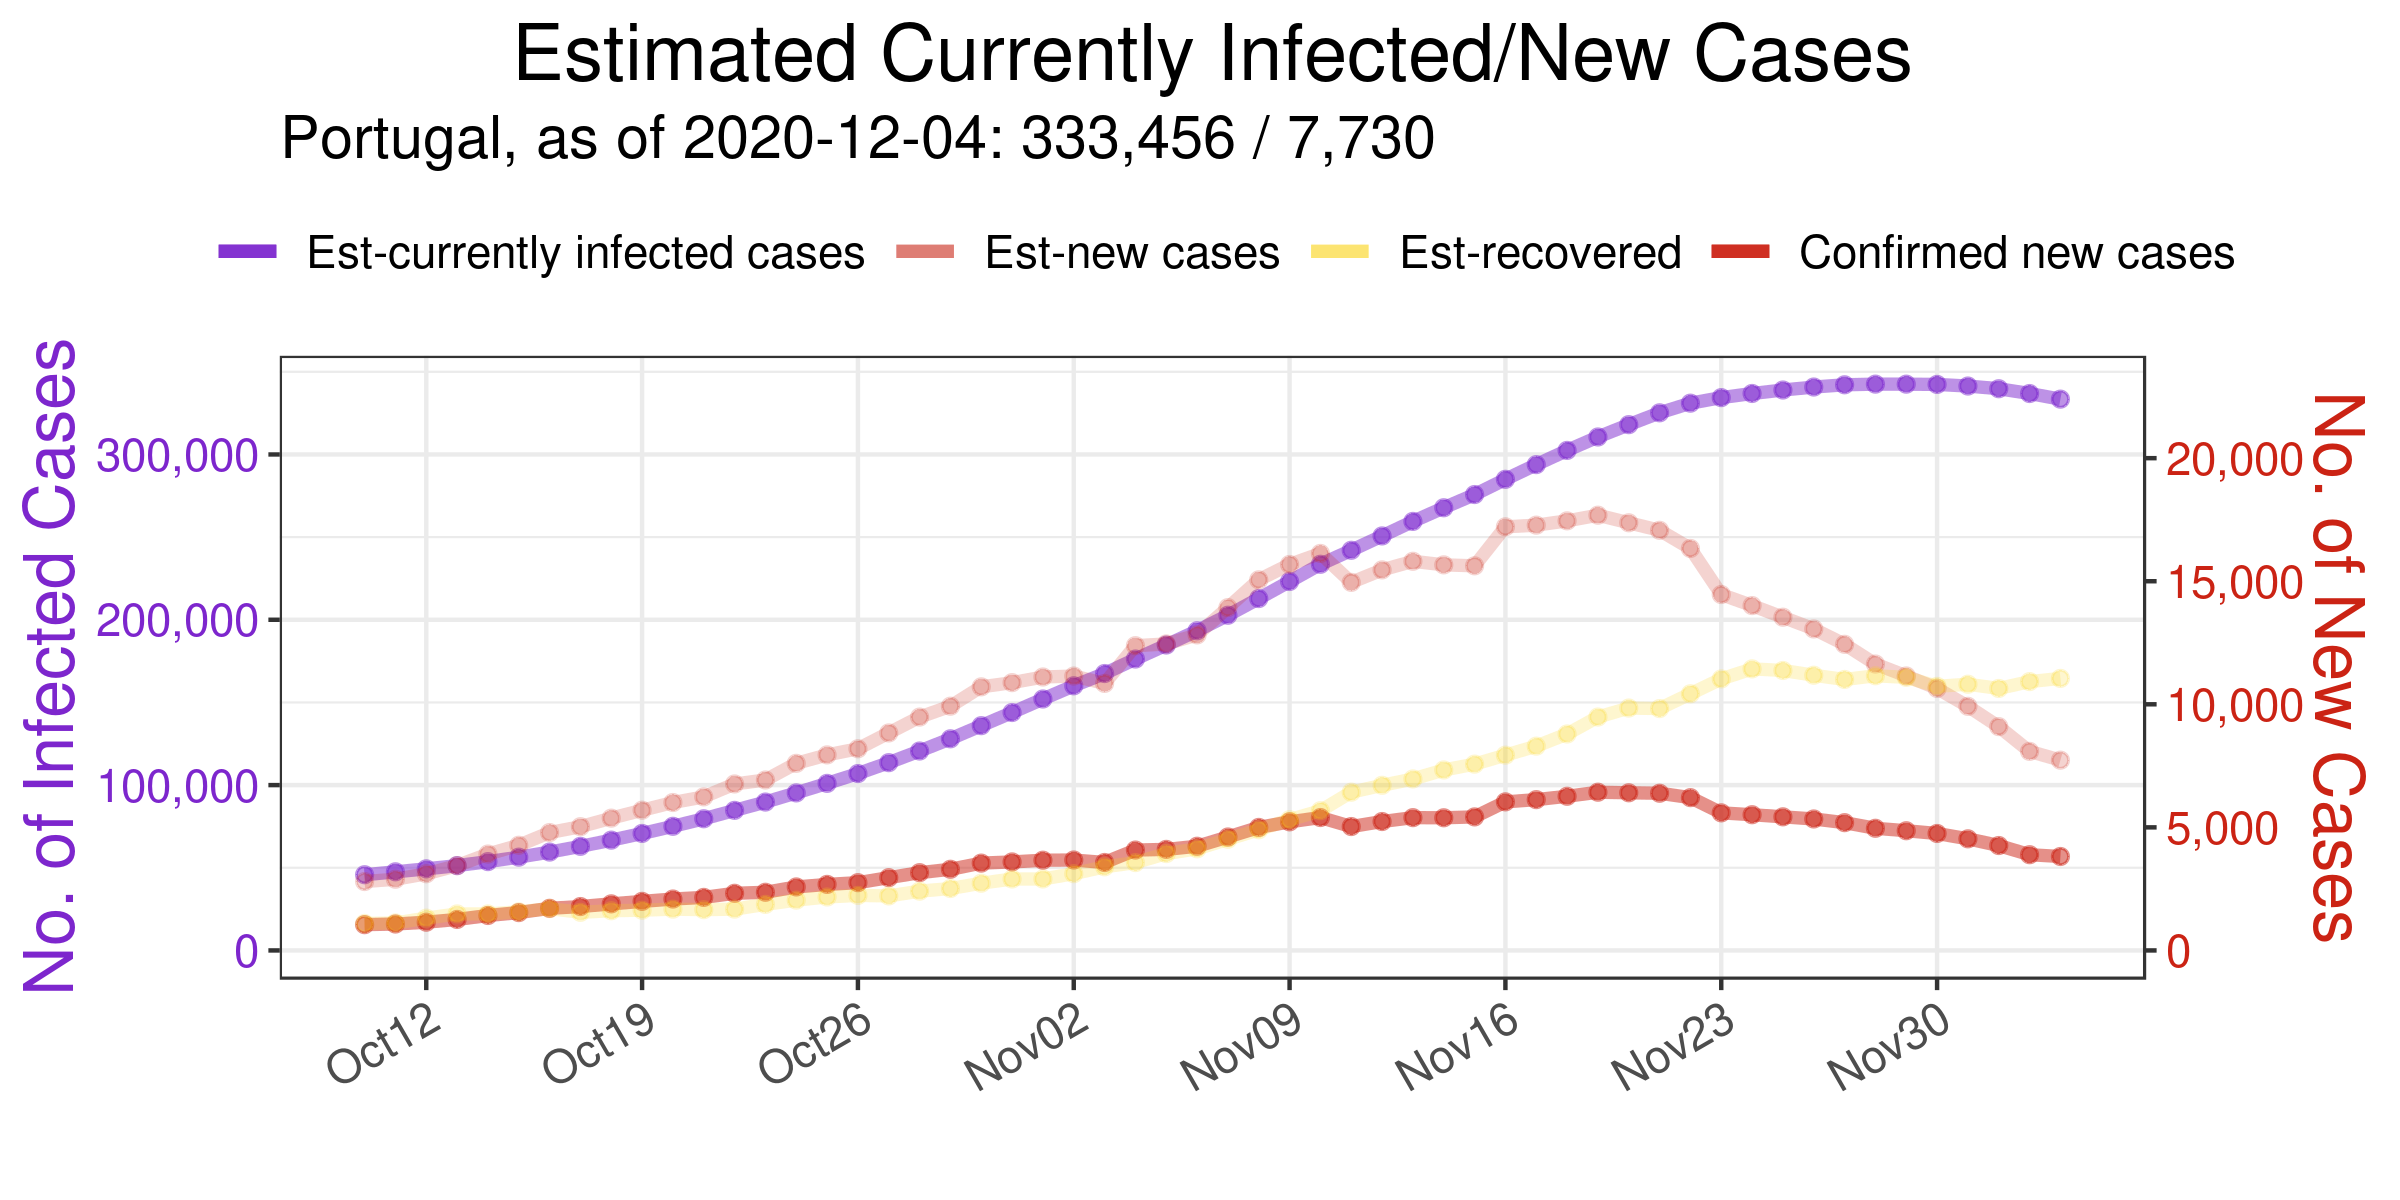 Estimated Currently Infected/New Cases
Portugal, as of 2020-12-04: 333,456 / 7,730
Est-currently infected cases Est-new cases Est-recovered Confirmed new cases
No. of Infected Cases
300,000
200,000
100,000
0
20,000
15,000
10,000
5,000
0
No. of New Cases
Oct12 Oct19 Oct26 Nov02 Nov09 Nov16 Nov23 Nov30